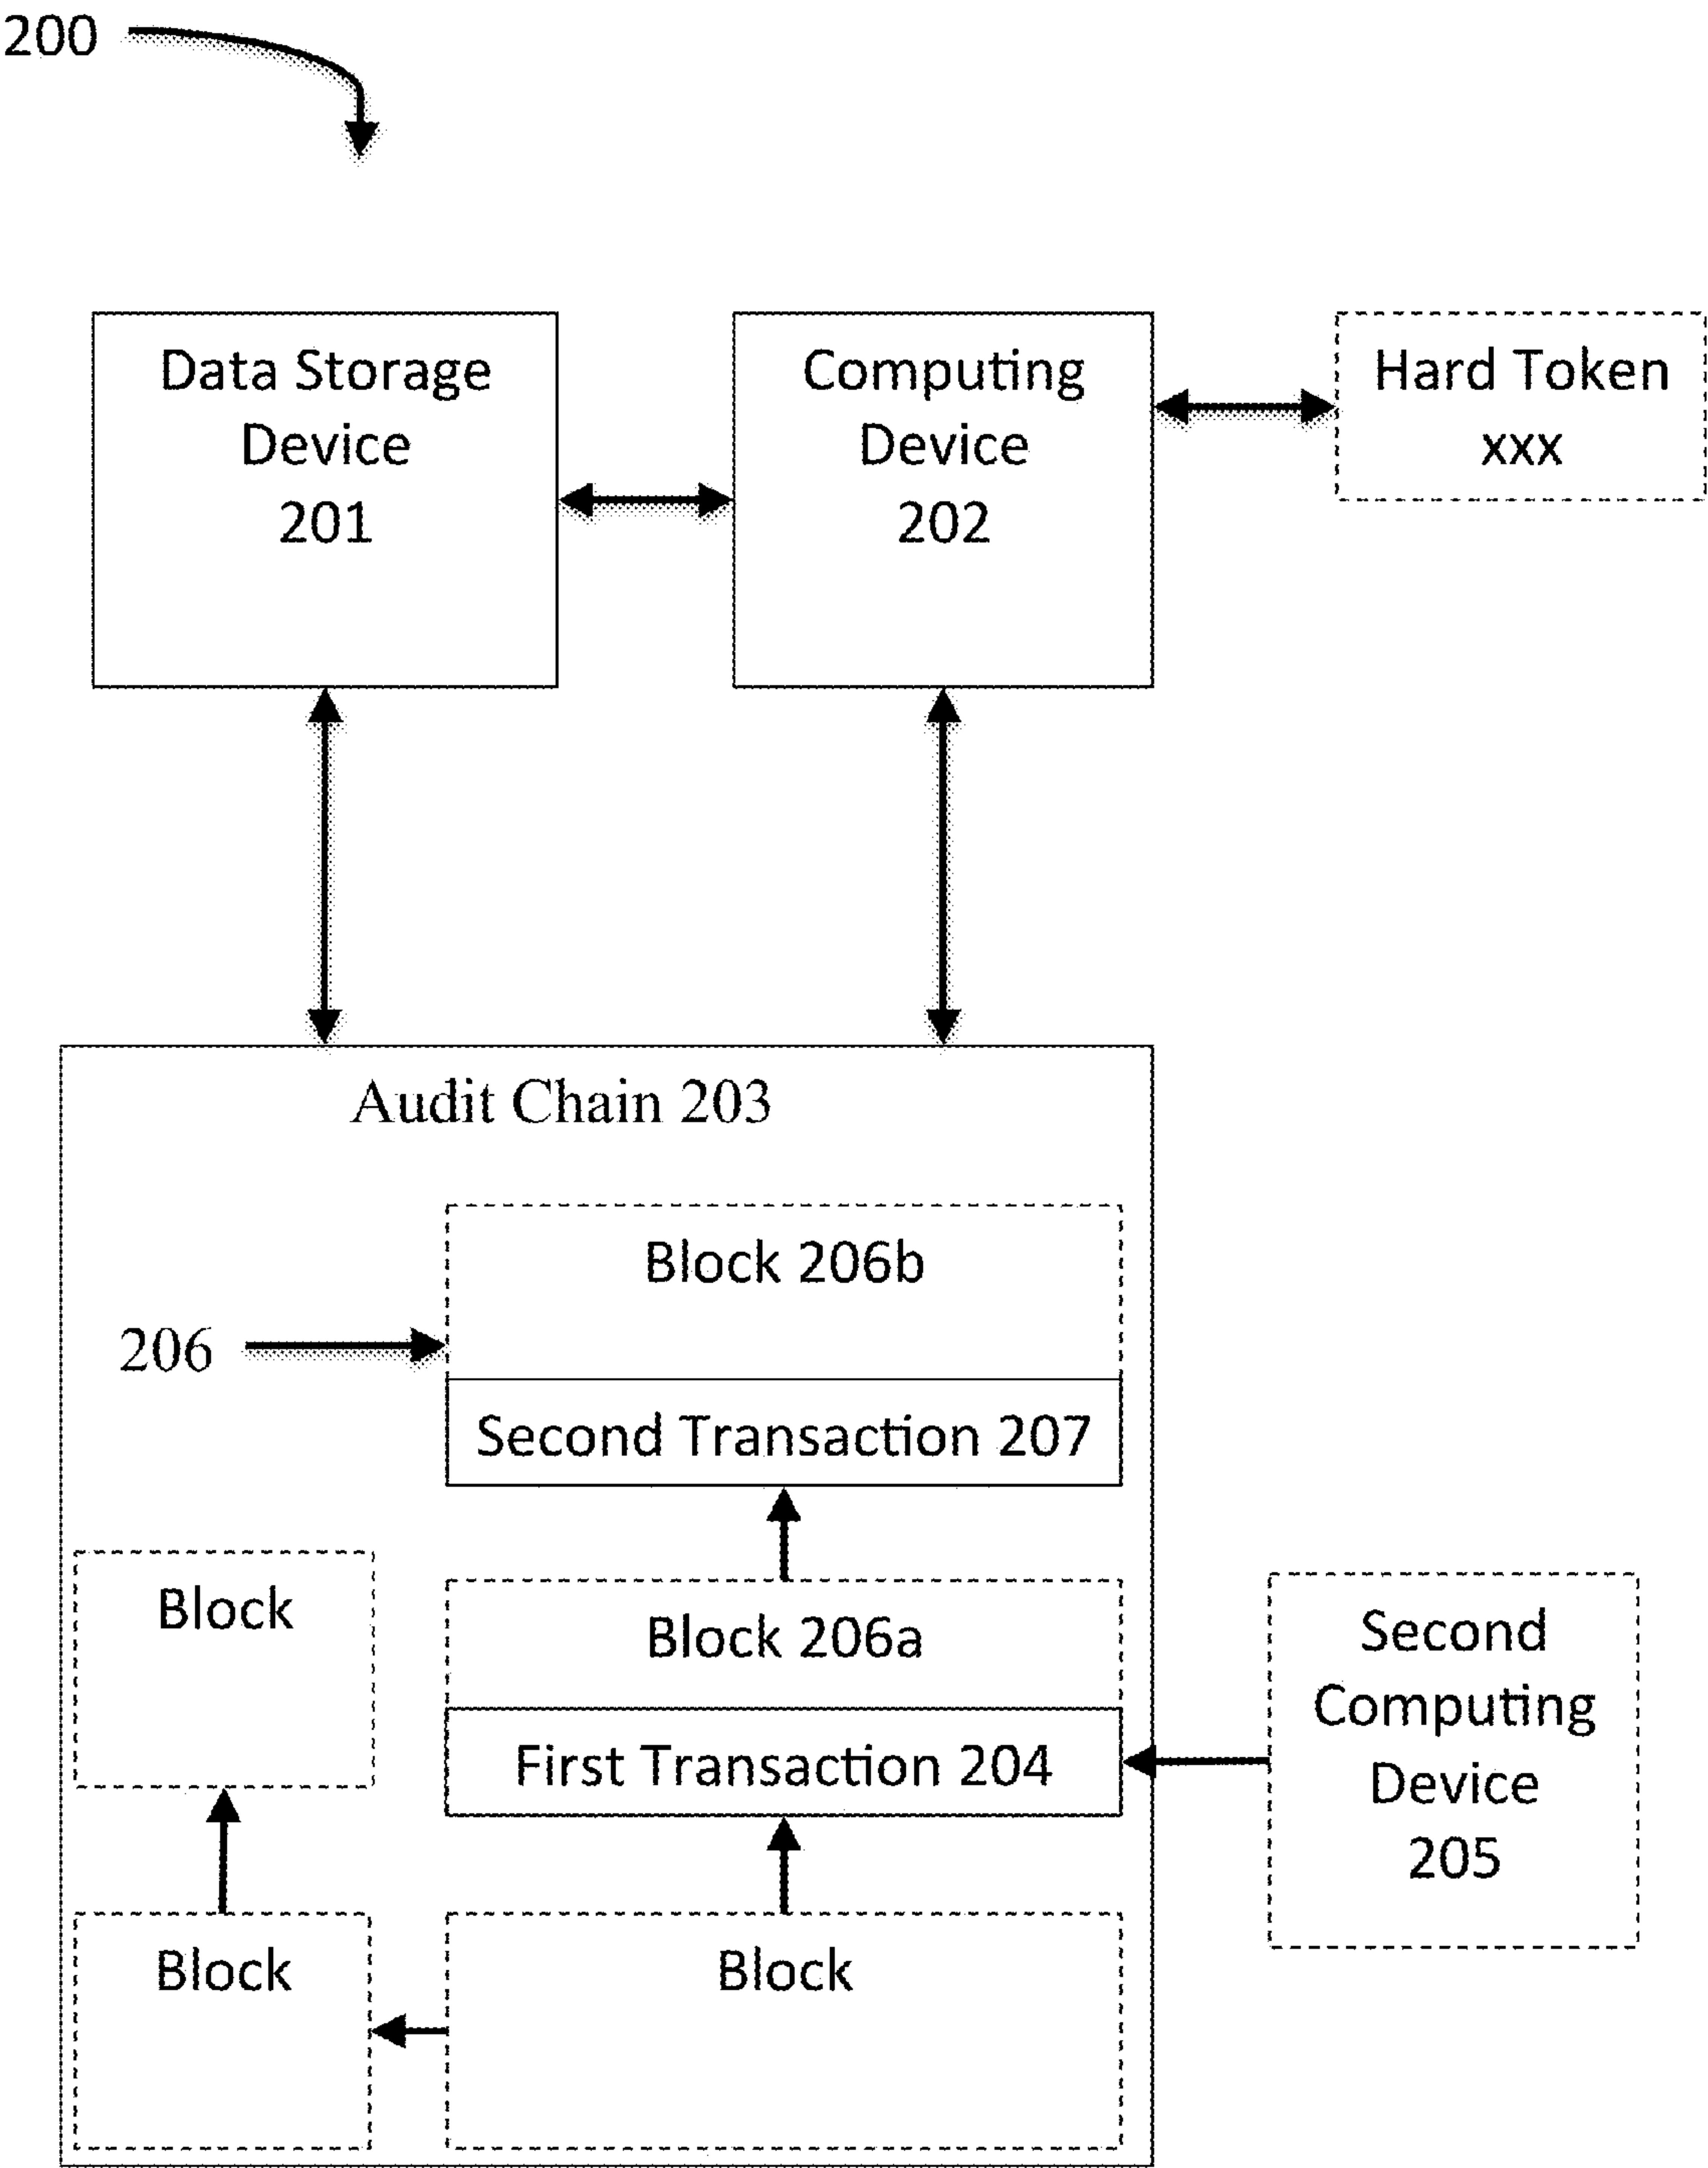 200
Data Storage
Device
201
Computing
Device
202
Hard Token
xxx
Audit Chain 203
Block 206b
206
Second Transaction 207
Block
Block 206a
First Transaction 204
Second
Computing
Device
205
Block
Block